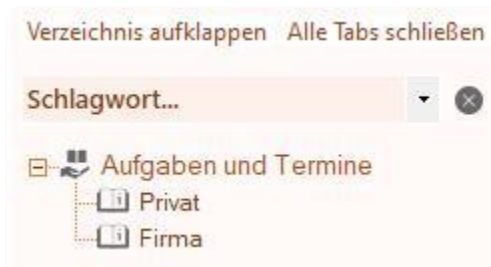 Verzeichnis aufklappen Alle Tabs schließen
Schlagwort...
Aufgaben und Termine
Privat
Firma